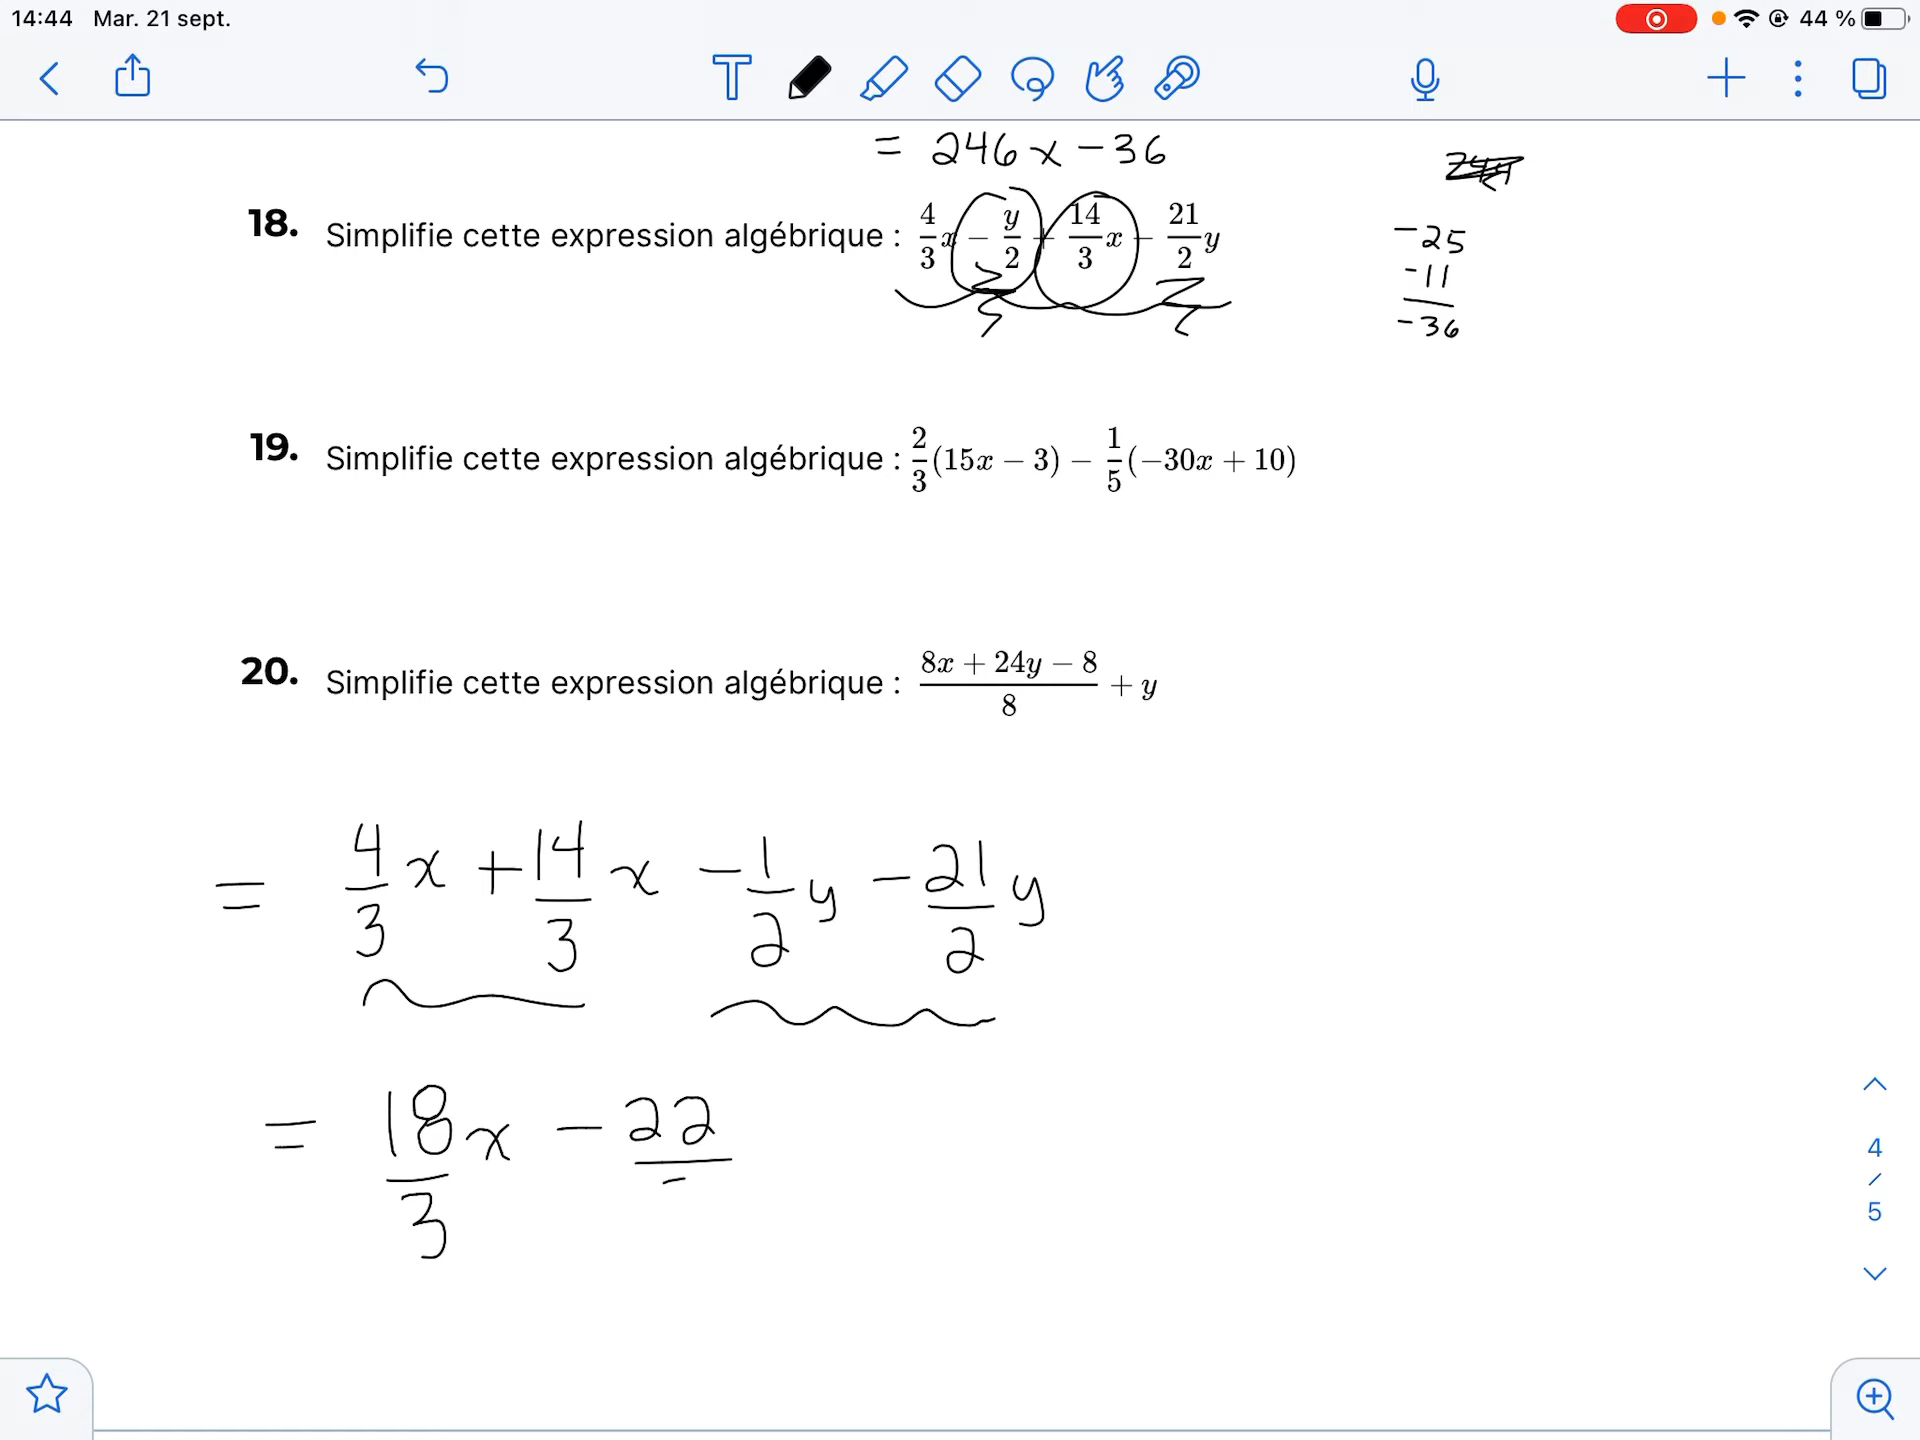 14:44 Mar. 21 sept. 44 %
= 246x - 36
18. Simplifie cette expression algébrique : 4/3 x - y/2 + 14/3 x - 21/2 y
-25
-11
-36
19. Simplifie cette expression algébrique : 2/3 (15x - 3) - 1/5 (-30x + 10)
20. Simplifie cette expression algébrique : (8x + 24y - 8)/8 + y
= 4/3 x + 14/3 x - 1/2 y - 21/2 y
= 18/3 x - 22/
4
/
5